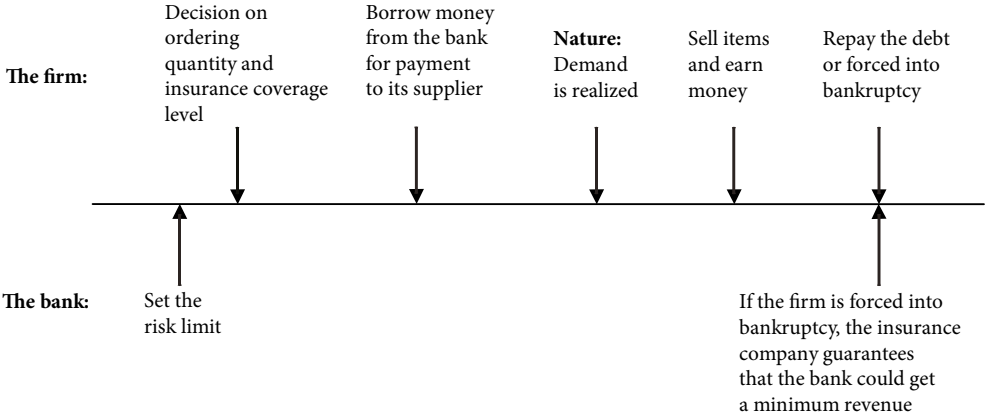 The firm:
Decision on
ordering
quantity and
insurance coverage
level
Borrow money
from the bank
for payment
to its supplier
Nature:
Demand
is realized
Sell items
and earn
money
Repay the debt
or forced into
bankruptcy
The bank:
Set the
risk limit
If the firm is forced into
bankruptcy, the insurance
company guarantees
that the bank could get
a minimum revenue